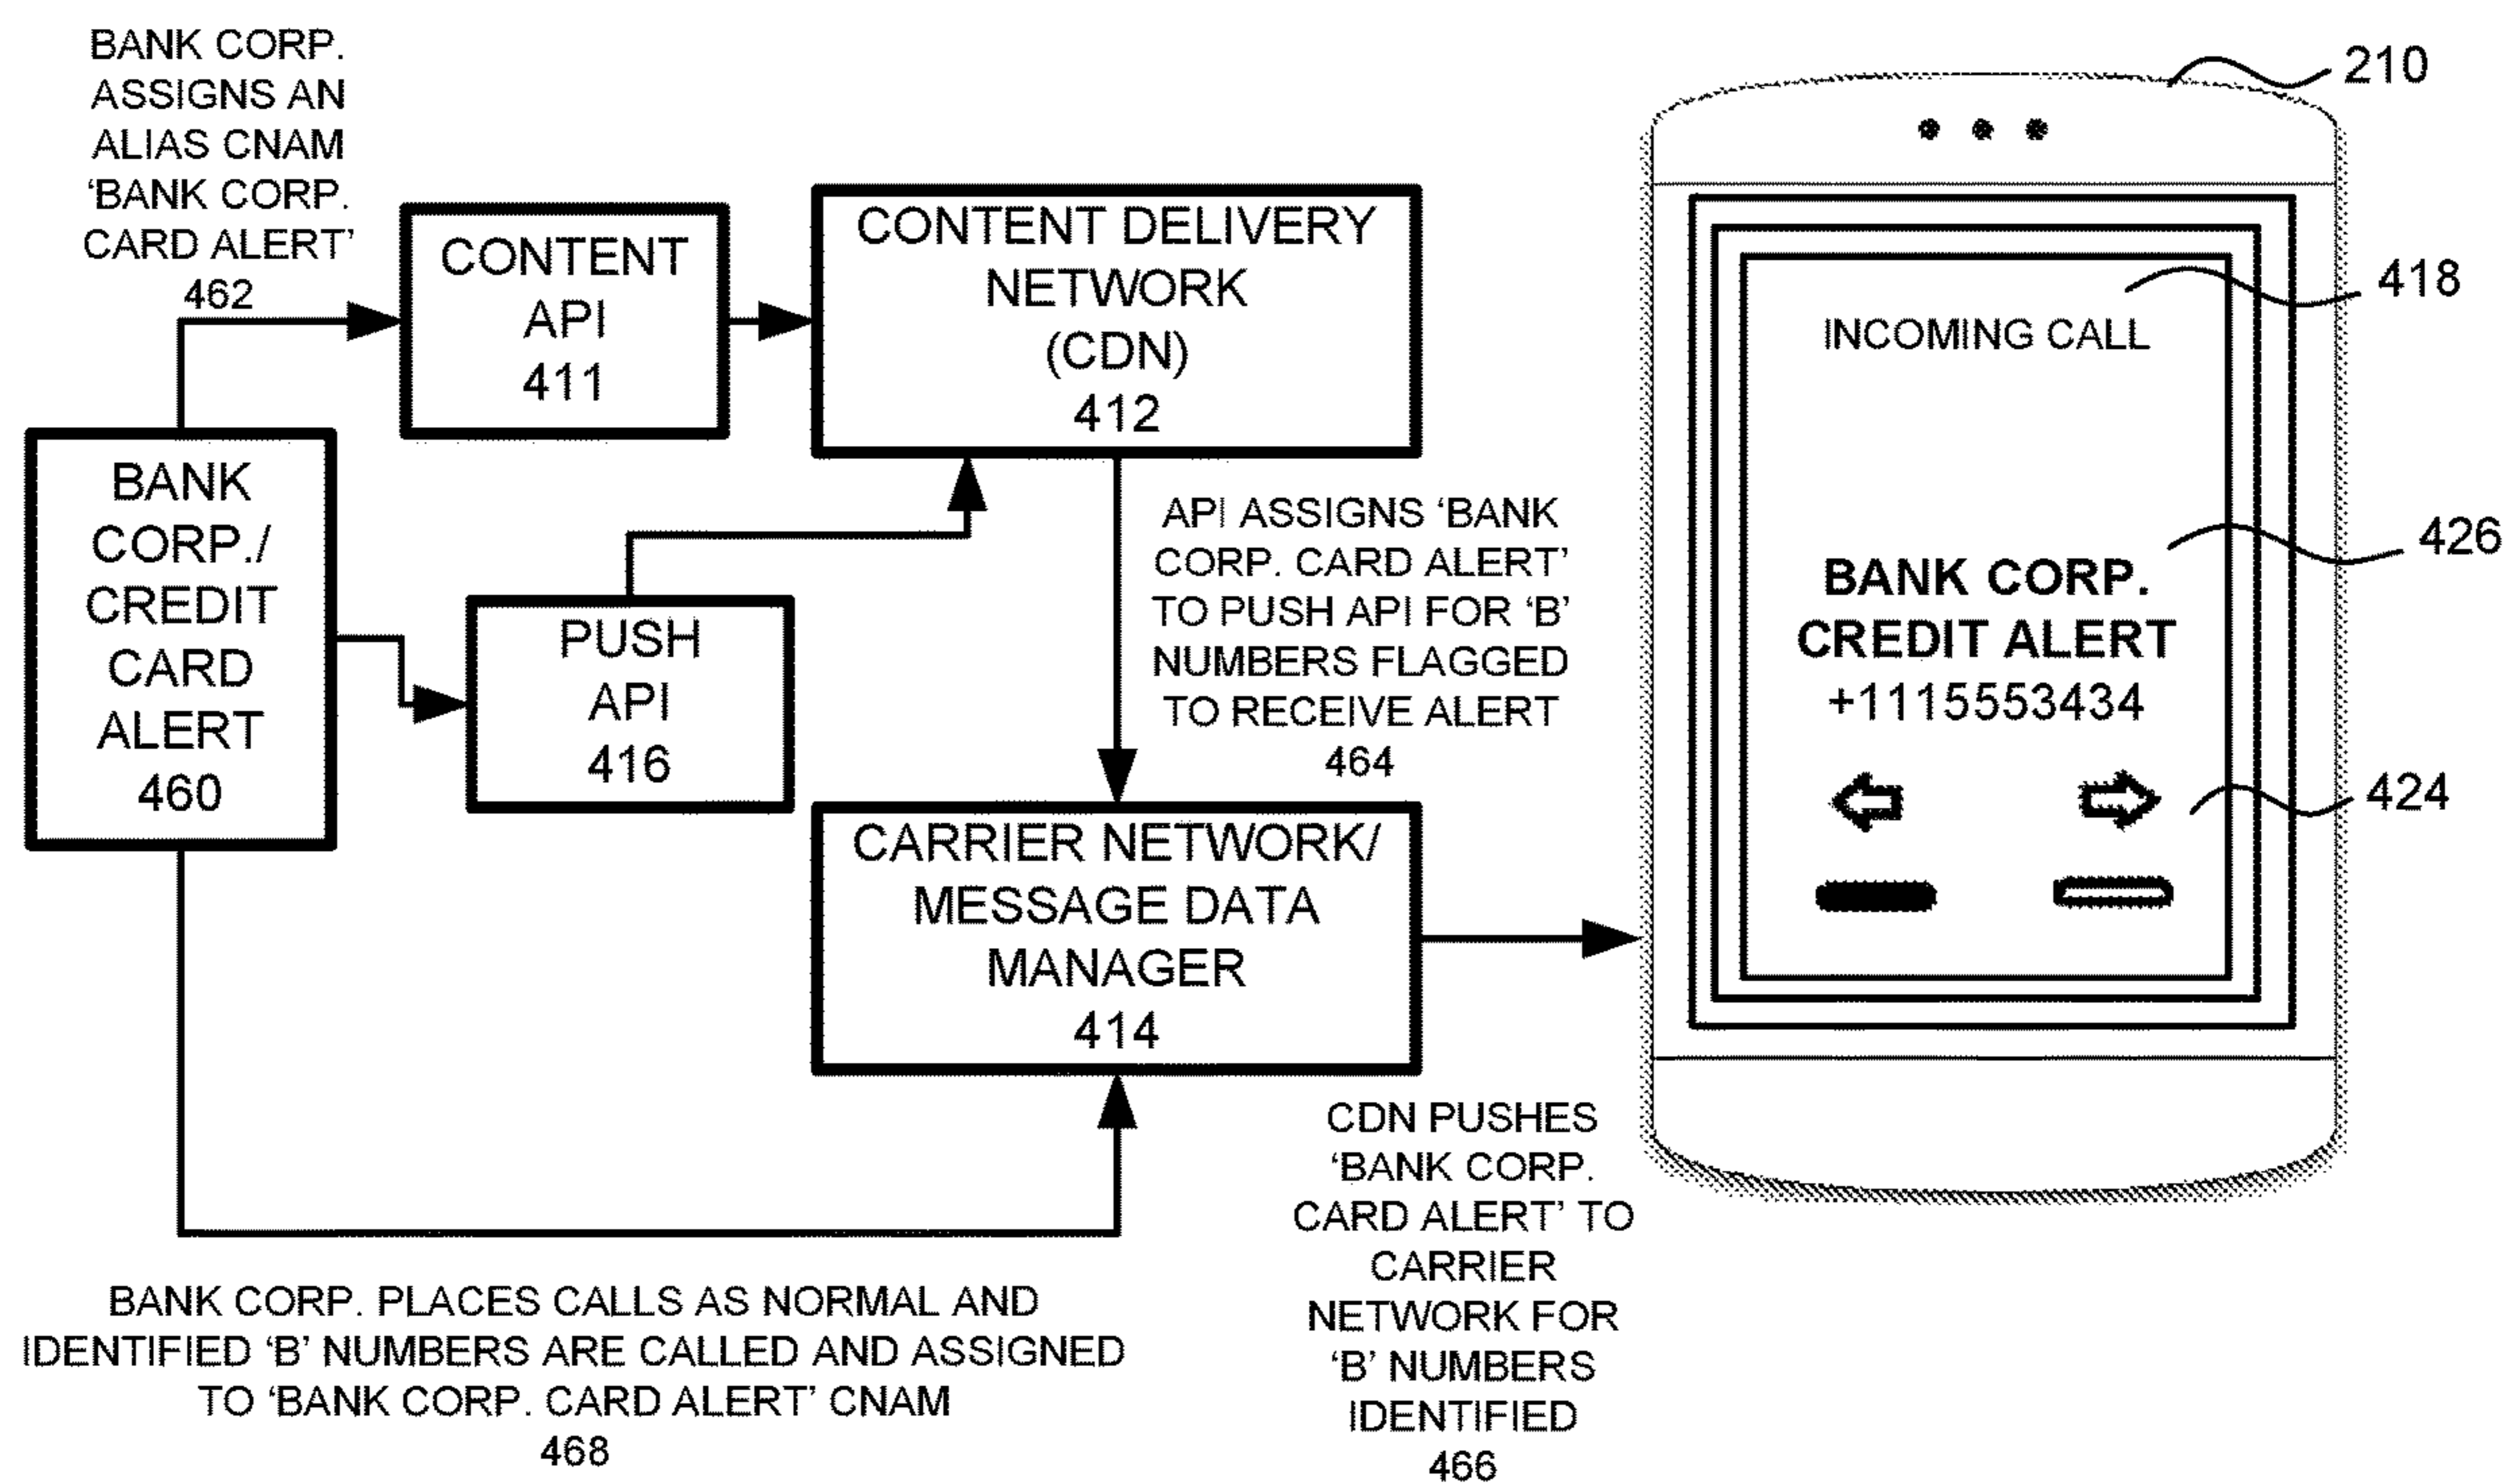 BANK CORP.
ASSIGNS AN
ALIAS CNAM
‘BANK CORP.
CARD ALERT’
462
CONTENT
API
411
CONTENT DELIVERY
NETWORK
(CDN)
412
BANK
CORP./
CREDIT
CARD
ALERT
460
PUSH
API
416
API ASSIGNS ‘BANK
CORP. CARD ALERT’
TO PUSH API FOR ‘B’
NUMBERS FLAGGED
TO RECEIVE ALERT
464
CARRIER NETWORK/
MESSAGE DATA
MANAGER
414
BANK CORP. PLACES CALLS AS NORMAL AND
IDENTIFIED ‘B’ NUMBERS ARE CALLED AND ASSIGNED
TO ‘BANK CORP. CARD ALERT’ CNAM
468
CDN PUSHES
‘BANK CORP.
CARD ALERT’ TO
CARRIER
NETWORK FOR
‘B’ NUMBERS
IDENTIFIED
466
210
418
INCOMING CALL
426
BANK CORP.
CREDIT ALERT
+1115553434
424